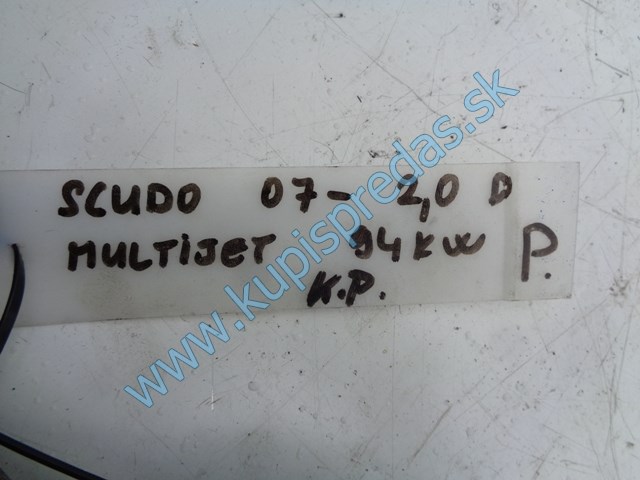 SCUDO 07- 2,0 D
MULTIJET 94 KW P.
K.P.
www.kupispredas.sk